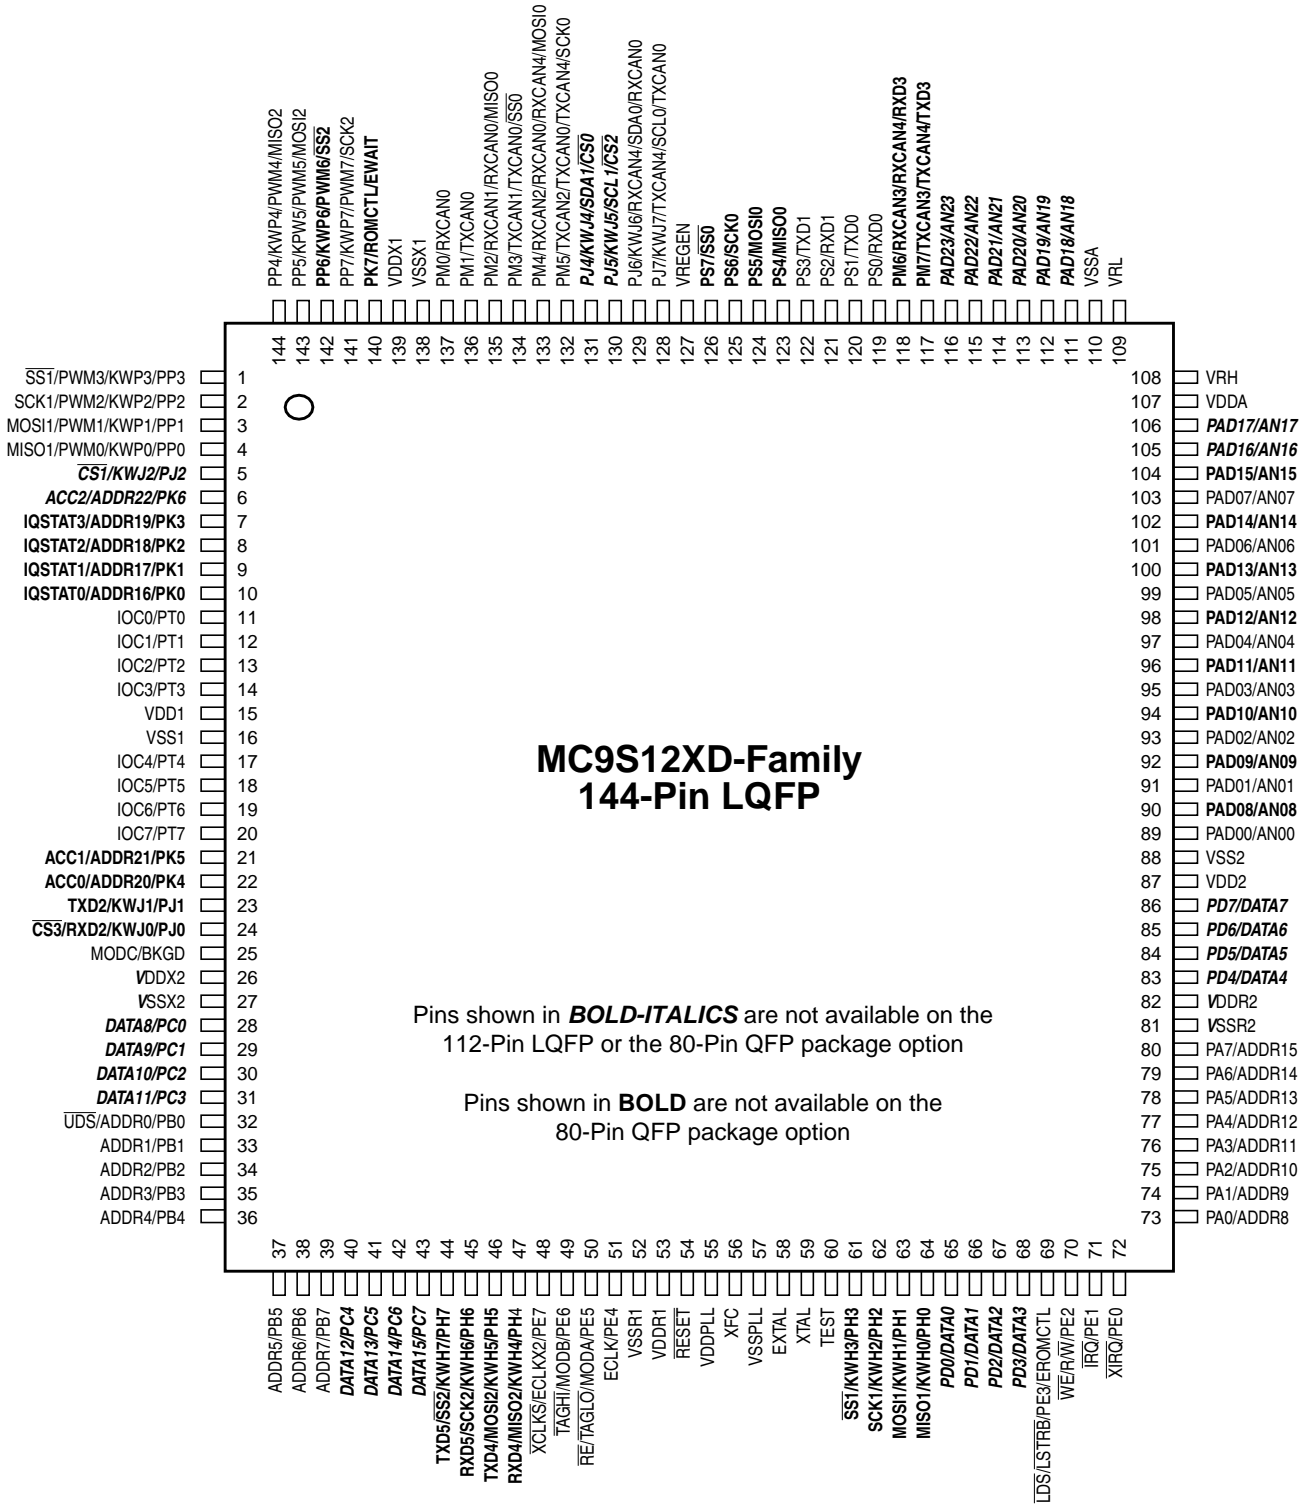 PP4/KWP4/PWM4/MISO2
PP5/KPW5/PWM5/MOSI2
PP6/KWP6/PWM6/SS2
PP7/KWP7/PWM7/SCK2
PK7/ROMCTL/EWAIT
VDDX1
VSSX1
PM0/RXCAN0
PM1/TXCAN0
PM2/RXCAN1/RXCAN0/MISO0
PM3/TXCAN1/TXCAN0/SS0
PM4/RXCAN2/RXCAN0/RXCAN4/MOSI0
PM5/TXCAN2/TXCAN0/TXCAN4/SCK0
PJ4/KWJ4/SDA1/CS0
PJ5/KWJ5/SCL1/CS2
PJ6/KWJ6/RXCAN4/SDA0/RXCAN0
PJ7/KWJ7/TXCAN4/SCL0/TXCAN0
VREGEN
PS7/SS0
PS6/SCK0
PS5/MOSI0
PS4/MISO0
PS3/TXD1
PS2/RXD1
PS1/TXD0
PS0/RXD0
PM6/RXCAN3/RXCAN4/RXD3
PM7/TXCAN3/TXCAN4/TXD3
PAD23/AN23
PAD22/AN22
PAD21/AN21
PAD20/AN20
PAD19/AN19
PAD18/AN18
VSSA
VRL
144
143
142
141
140
139
138
137
136
135
134
133
132
131
130
129
128
127
126
125
124
123
122
121
120
119
118
117
116
115
114
113
112
111
110
109
SS1/PWM3/KWP3/PP3 1
SCK1/PWM2/KWP2/PP2 2
MOSI1/PWM1/KWP1/PP1 3
MISO1/PWM0/KWP0/PP0 4
CS1/KWJ2/PJ2 5
ACC2/ADDR22/PK6 6
IQSTAT3/ADDR19/PK3 7
IQSTAT2/ADDR18/PK2 8
IQSTAT1/ADDR17/PK1 9
IQSTAT0/ADDR16/PK0 10
IOC0/PT0 11
IOC1/PT1 12
IOC2/PT2 13
IOC3/PT3 14
VDD1 15
VSS1 16
IOC4/PT4 17
IOC5/PT5 18
IOC6/PT6 19
IOC7/PT7 20
ACC1/ADDR21/PK5 21
ACC0/ADDR20/PK4 22
TXD2/KWJ1/PJ1 23
CS3/RXD2/KWJ0/PJ0 24
MODC/BKGD 25
VDDX2 26
VSSX2 27
DATA8/PC0 28
DATA9/PC1 29
DATA10/PC2 30
DATA11/PC3 31
UDS/ADDR0/PB0 32
ADDR1/PB1 33
ADDR2/PB2 34
ADDR3/PB3 35
ADDR4/PB4 36
MC9S12XD-Family
144-Pin LQFP
Pins shown in BOLD-ITALICS are not available on the
112-Pin LQFP or the 80-Pin QFP package option
Pins shown in BOLD are not available on the
80-Pin QFP package option
108 VRH
107 VDDA
106 PAD17/AN17
105 PAD16/AN16
104 PAD15/AN15
103 PAD07/AN07
102 PAD14/AN14
101 PAD06/AN06
100 PAD13/AN13
99 PAD05/AN05
98 PAD12/AN12
97 PAD04/AN04
96 PAD11/AN11
95 PAD03/AN03
94 PAD10/AN10
93 PAD02/AN02
92 PAD09/AN09
91 PAD01/AN01
90 PAD08/AN08
89 PAD00/AN00
88 VSS2
87 VDD2
86 PD7/DATA7
85 PD6/DATA6
84 PD5/DATA5
83 PD4/DATA4
82 VDDR2
81 VSSR2
80 PA7/ADDR15
79 PA6/ADDR14
78 PA5/ADDR13
77 PA4/ADDR12
76 PA3/ADDR11
75 PA2/ADDR10
74 PA1/ADDR9
73 PA0/ADDR8
37
38
39
40
41
42
43
44
45
46
47
48
49
50
51
52
53
54
55
56
57
58
59
60
61
62
63
64
65
66
67
68
69
70
71
72
ADDR5/PB5
ADDR6/PB6
ADDR7/PB7
DATA12/PC4
DATA13/PC5
DATA14/PC6
DATA15/PC7
TXD5/SS2/KWH7/PH7
RXD5/SCK2/KWH6/PH6
TXD4/MOSI2/KWH5/PH5
RXD4/MISO2/KWH4/PH4
XCLKS/ECLKX2/PE7
TAGHI/MODB/PE6
RE/TAGLO/MODA/PE5
ECLK/PE4
VSSR1
VDDR1
RESET
VDDPLL
XFC
VSSPLL
EXTAL
XTAL
TEST
SS1/KWH3/PH3
SCK1/KWH2/PH2
MOSI1/KWH1/PH1
MISO1/KWH0/PH0
PD0/DATA0
PD1/DATA1
PD2/DATA2
PD3/DATA3
LDS/LSTRB/PE3/EROMCTL
WE/R/W/PE2
IRQ/PE1
XIRQ/PE0